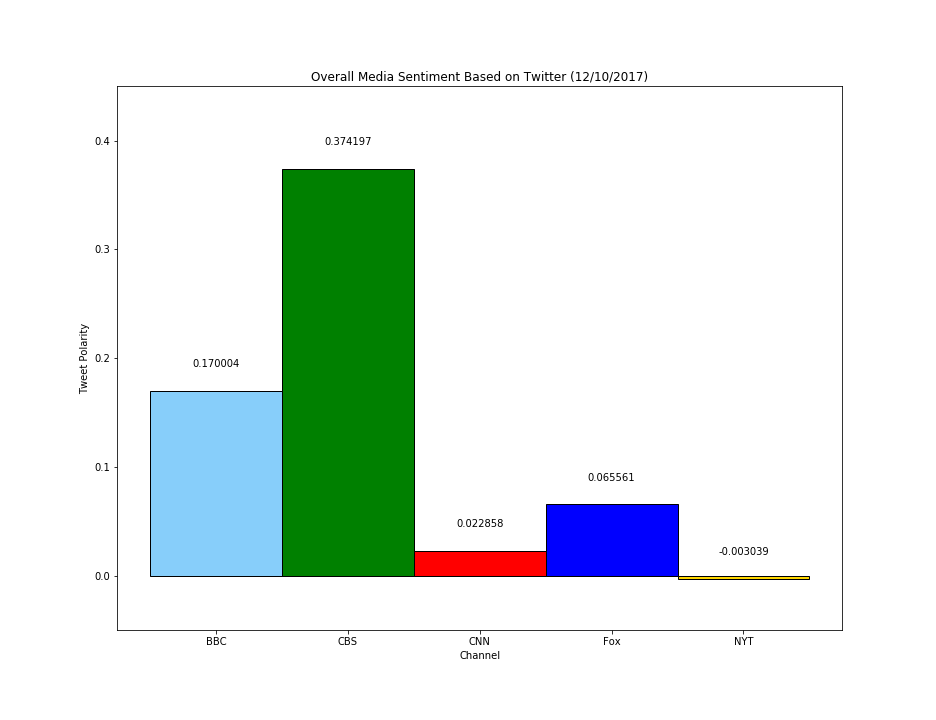 Overall Media Sentiment Based on Twitter (12/10/2017)
0.4
0.374197
0.3
Tweet Polarity
0.2
0.170004
0.1
0.065561
0.022858
-0.003039
0.0
BBC CBS CNN Fox NYT
Channel